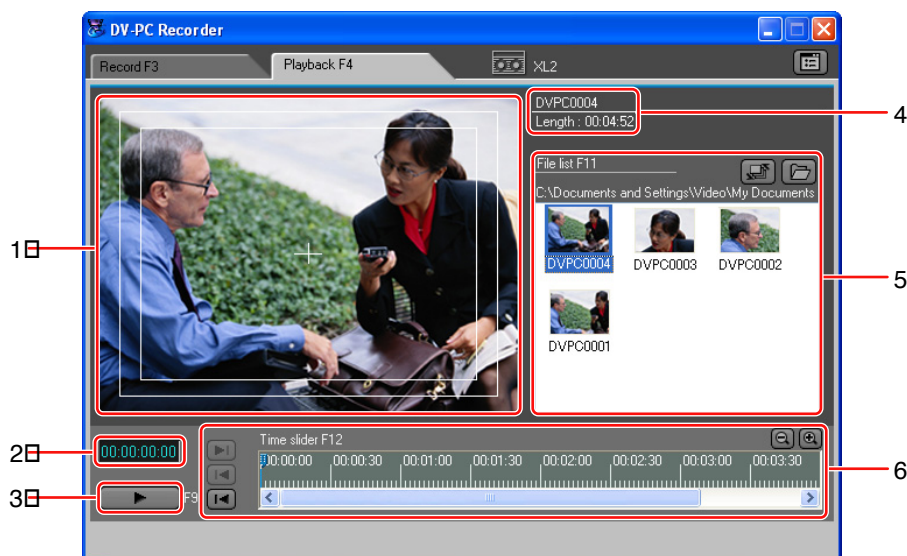 DV-PC Recorder
Record F3
Playback F4
XL2
DVPC0004
Length : 00:04:52
4
File list F11
C:\Documents and Settings\Video\My Documents
DVPC0004
DVPC0003
DVPC0002
DVPC0001
1
5
2
00:00:00:00
3
F9
Time slider F12
00:00:00 00:00:30 00:01:00 00:01:30 00:02:00 00:02:30 00:03:00 00:03:30
6